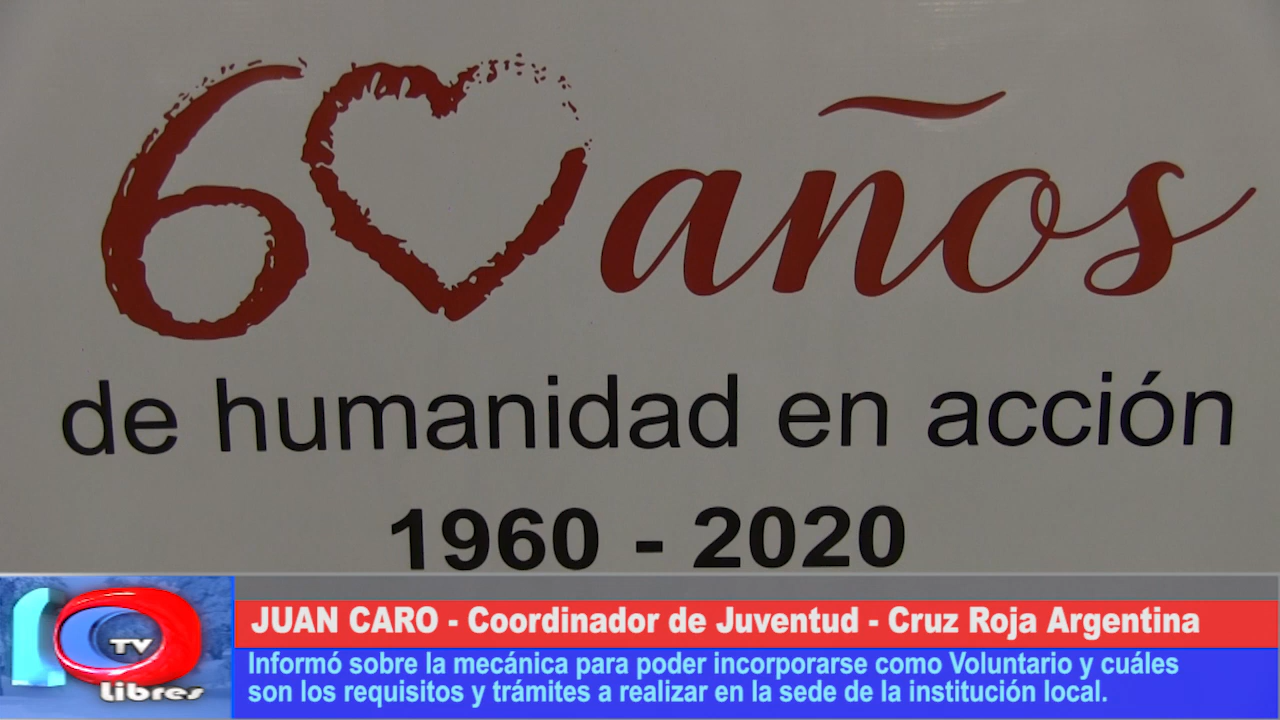 60 años
de humanidad en acción
1960 - 2020
JUAN CARO - Coordinador de Juventud - Cruz Roja Argentina
Informó sobre la mecánica para poder incorporarse como Voluntario y cuáles
son los requisitos y trámites a realizar en la sede de la institución local.
10
TV
libres